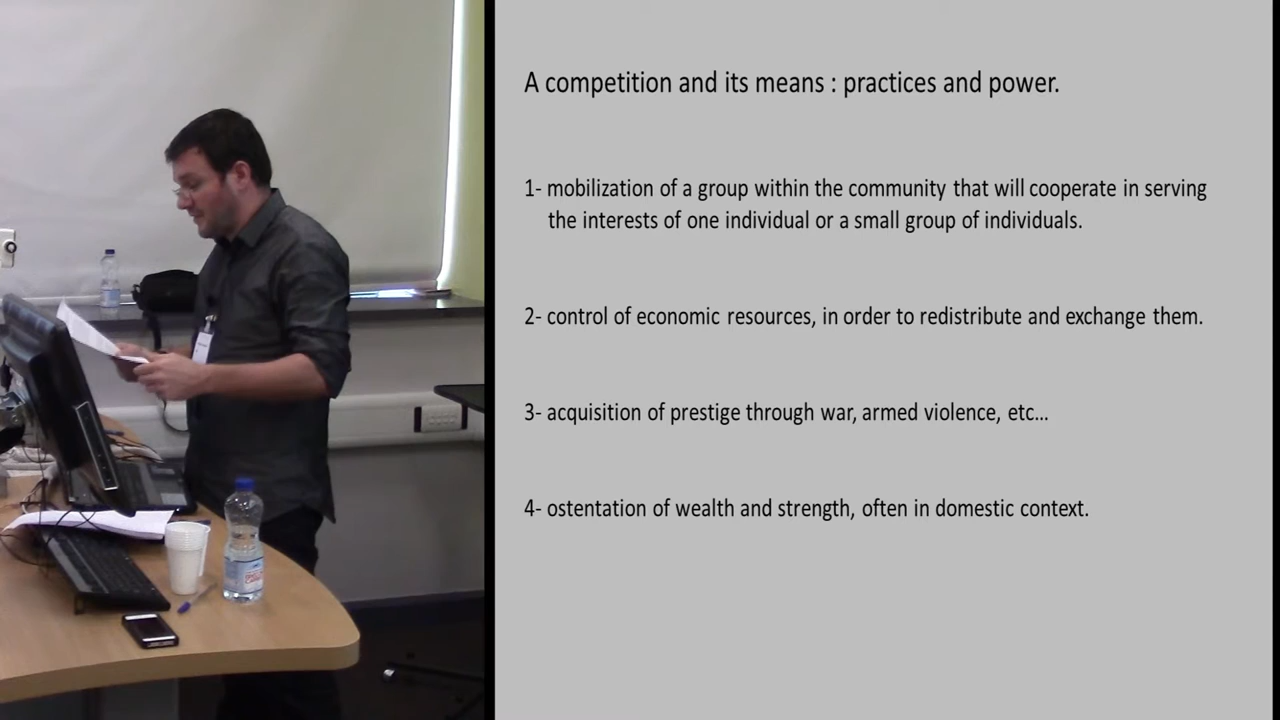 A competition and its means : practices and power.
1- mobilization of a group within the community that will cooperate in serving
the interests of one individual or a small group of individuals.
2- control of economic resources, in order to redistribute and exchange them.
3- acquisition of prestige through war, armed violence, etc...
4- ostentation of wealth and strength, often in domestic context.